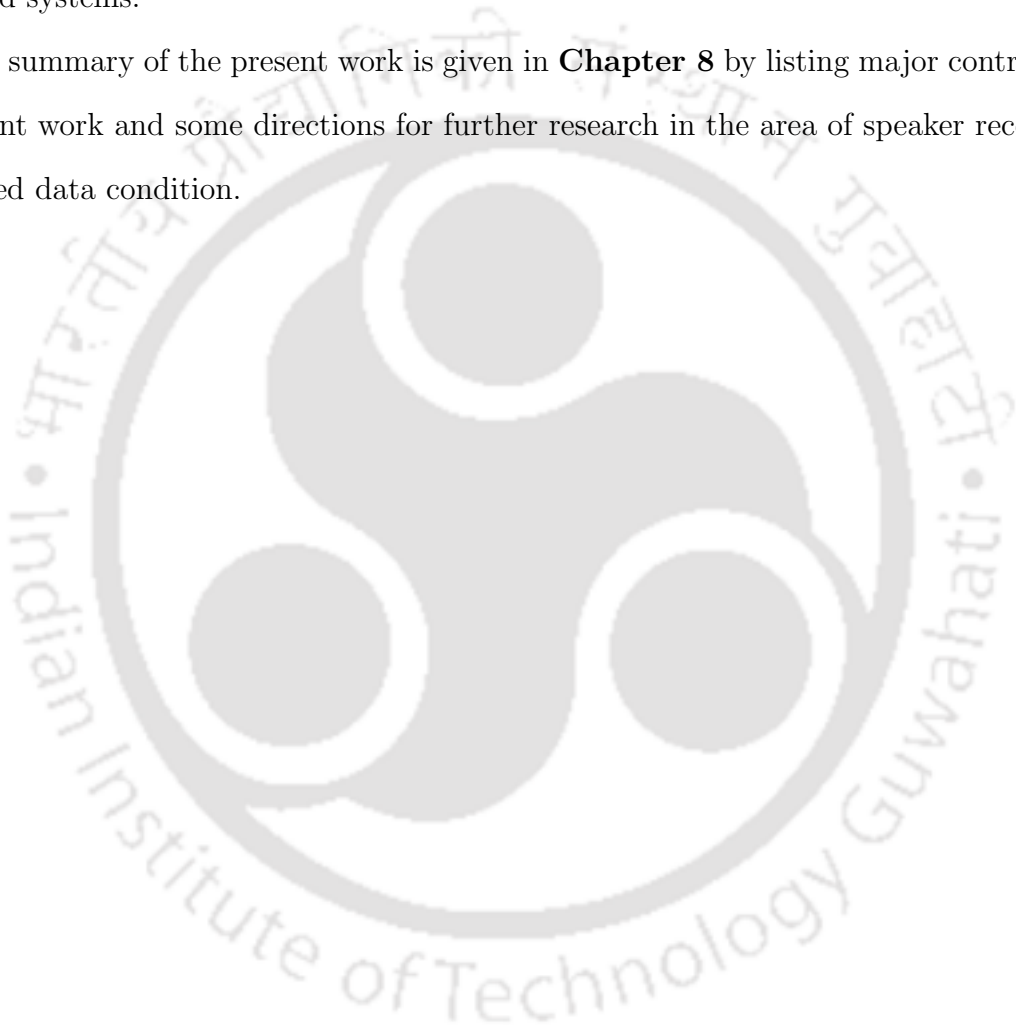 d systems.
summary of the present work is given in Chapter 8 by listing major contr
nt work and some directions for further research in the area of speaker rec
ed data condition.
भारतीय प्रौद्योगिकी संस्थान गुवाहाटी
Indian Institute of Technology Guwahati